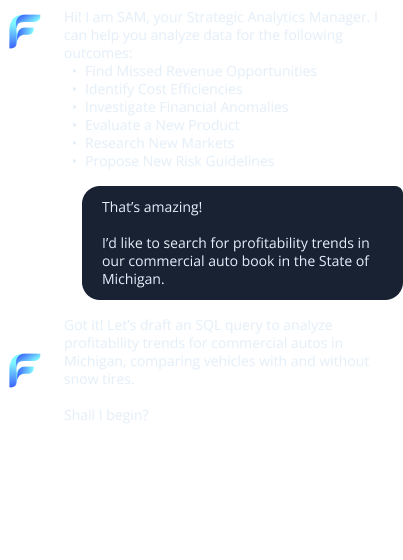 Hi! I am SAM, your Strategic Analytics Manager. I
can help you analyze data for the following
outcomes:
• Find Missed Revenue Opportunities
• Identify Cost Efficiencies
• Investigate Financial Anomalies
• Evaluate a New Product
• Research New Markets
• Propose New Risk Guidelines
That's amazing!
I'd like to search for profitability trends in
our commercial auto book in the State of
Michigan.
Got it! Let's draft an SQL query to analyze
profitability trends for commercial autos in
Michigan, comparing vehicles with and without
snow tires.
Shall I begin?